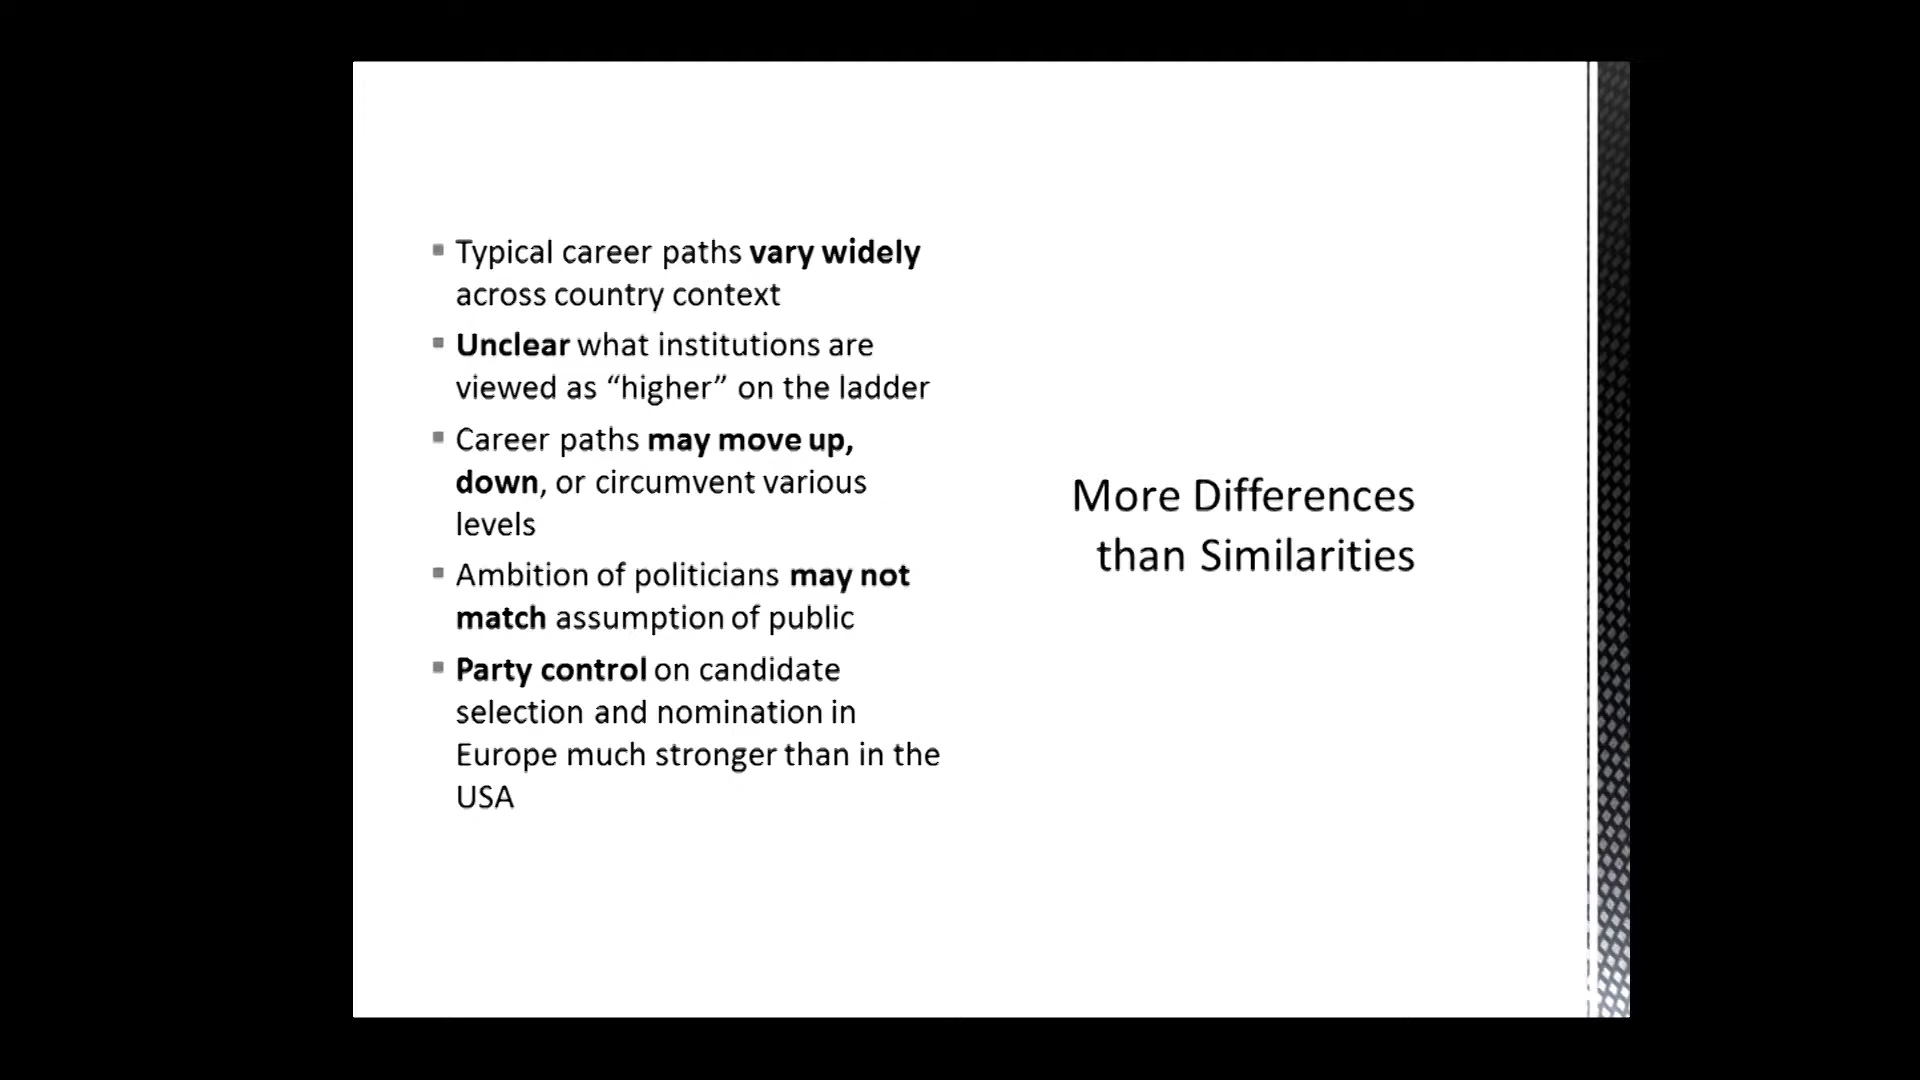 Typical career paths vary widely
across country context
Unclear what institutions are
viewed as “higher” on the ladder
Career paths may move up,
down, or circumvent various
levels
Ambition of politicians may not
match assumption of public
Party control on candidate
selection and nomination in
Europe much stronger than in the
USA
More Differences
than Similarities